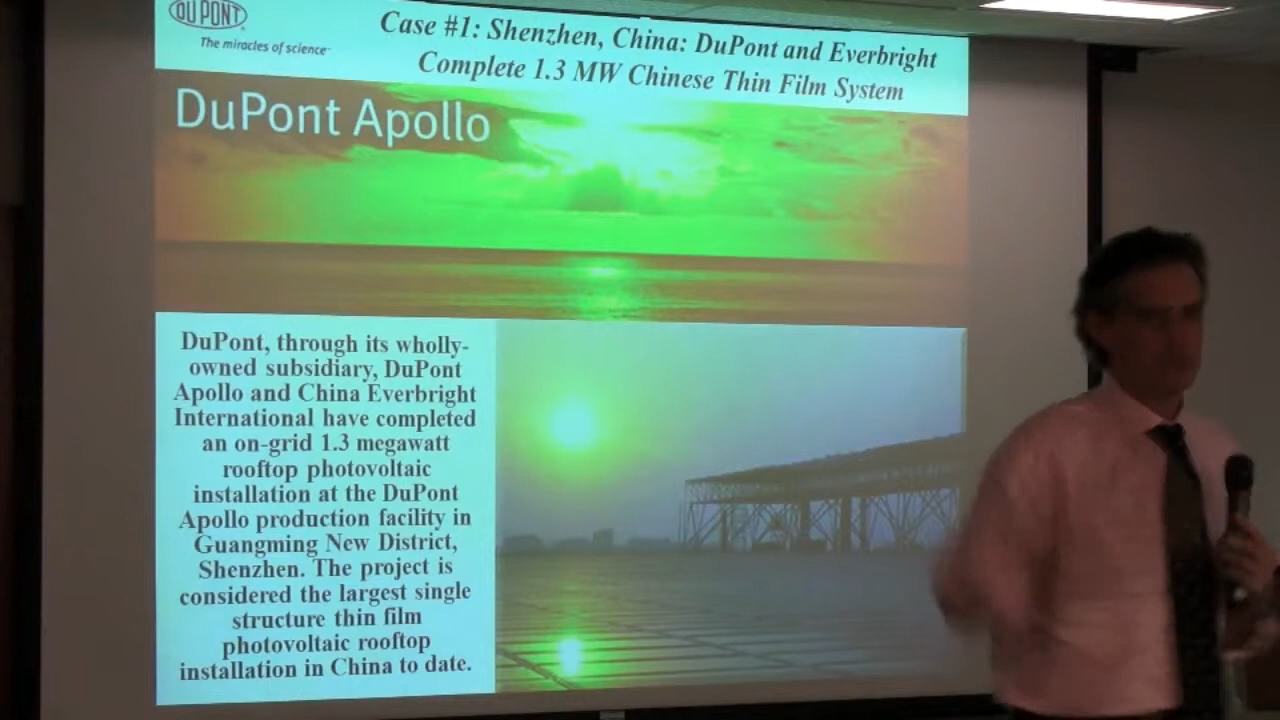 DU PONT
The miracles of science™
Case #1: Shenzhen, China: DuPont and Everbright
Complete 1.3 MW Chinese Thin Film System
DuPont Apollo
DuPont, through its wholly-
owned subsidiary, DuPont
Apollo and China Everbright
International have completed
an on-grid 1.3 megawatt
rooftop photovoltaic
installation at the DuPont
Apollo production facility in
Guangming New District,
Shenzhen. The project is
considered the largest single
structure thin film
photovoltaic rooftop
installation in China to date.